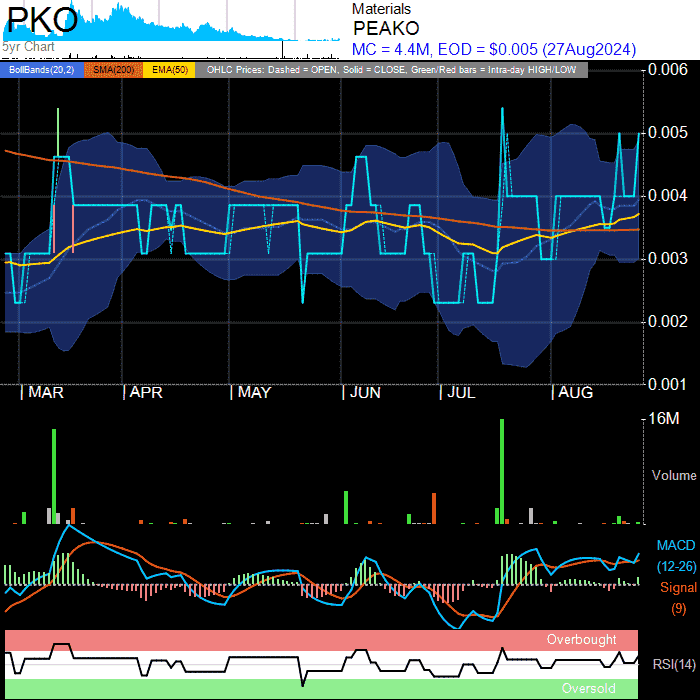 PKO
5yr Chart
Materials
PEAKO
MC = 4.4M, EOD = $0.005 (27Aug2024)
BollBands(20,2) SMA(200) EMA(50) OHLC Prices: Dashed = OPEN, Solid = CLOSE, Green/Red bars = Intra-day HIGH/LOW
0.006
0.005
0.004
0.003
0.002
0.001
MAR APR MAY JUN JUL AUG
16M
Volume
MACD
(12-26)
Signal
(9)
Overbought
RSI(14)
Oversold